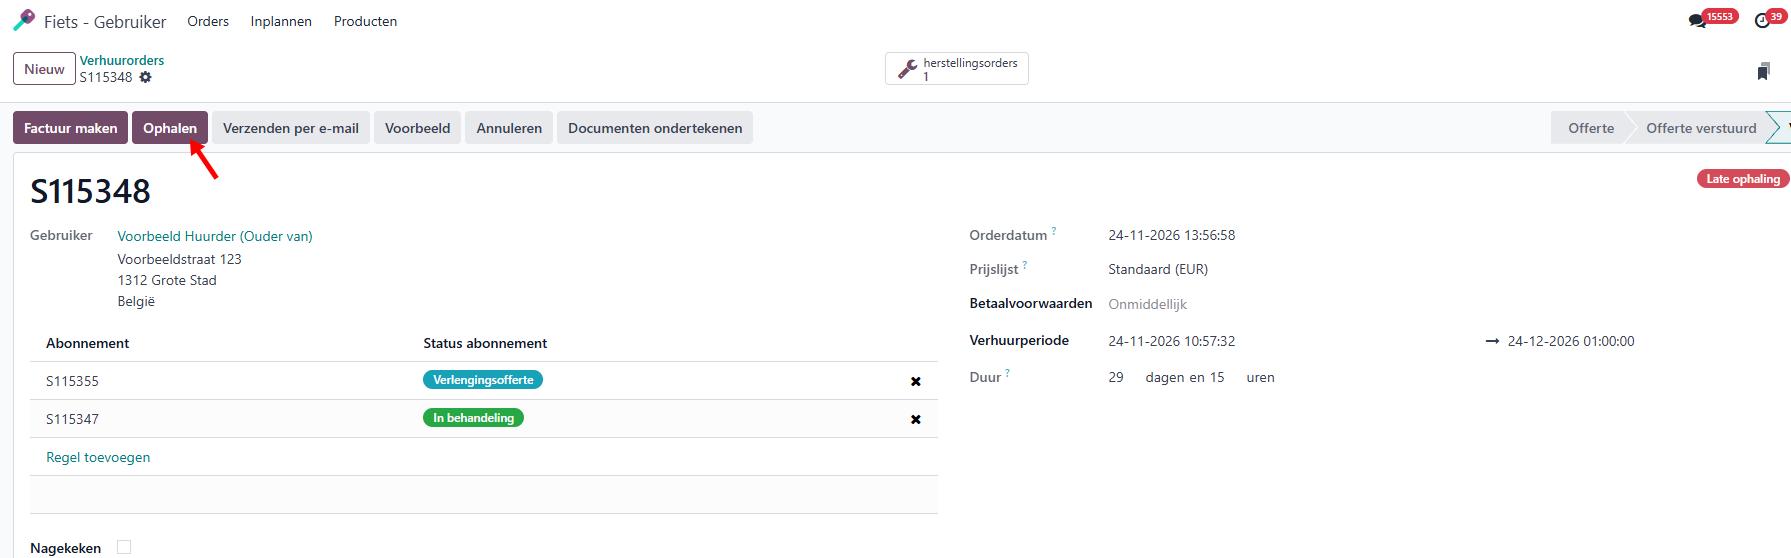 Fiets - Gebruiker Orders Inplannen Producten 15553 39
Nieuw Verhuurorders
S115348
herstellingsorders
1
Factuur maken Ophalen Verzenden per e-mail Voorbeeld Annuleren Documenten ondertekenen Offerte Offerte verstuurd
S115348
Late ophaling
Gebruiker Voorbeeld Huurder (Ouder van)
Voorbeeldstraat 123
1312 Grote Stad
België
Orderdatum ? 24-11-2026 13:56:58
Prijslijst ? Standaard (EUR)
Betaalvoorwaarden Onmiddellijk
Verhuurperiode 24-11-2026 10:57:32 → 24-12-2026 01:00:00
Duur ? 29 dagen en 15 uren
Abonnement Status abonnement
S115355 Verlengingsofferte
S115347 In behandeling
Regel toevoegen
Nagekeken